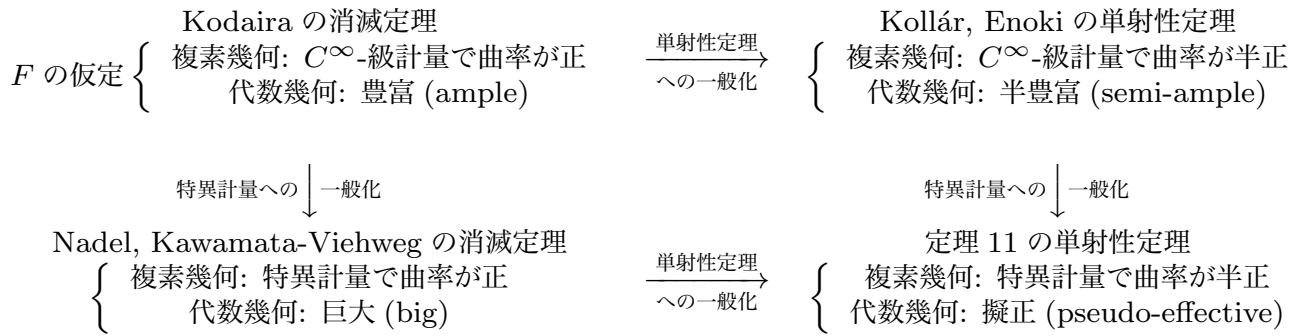 Kodaira の消滅定理
F の仮定 { 複素幾何: C∞-級計量で曲率が正
代数幾何: 豊富 (ample)
単射性定理
への一般化
Kollár, Enoki の単射性定理
{ 複素幾何: C∞-級計量で曲率が半正
代数幾何: 半豊富 (semi-ample)
特異計量への 一般化
特異計量への 一般化
Nadel, Kawamata-Viehweg の消滅定理
{ 複素幾何: 特異計量で曲率が正
代数幾何: 巨大 (big)
単射性定理
への一般化
定理 11 の単射性定理
{ 複素幾何: 特異計量で曲率が半正
代数幾何: 擬正 (pseudo-effective)